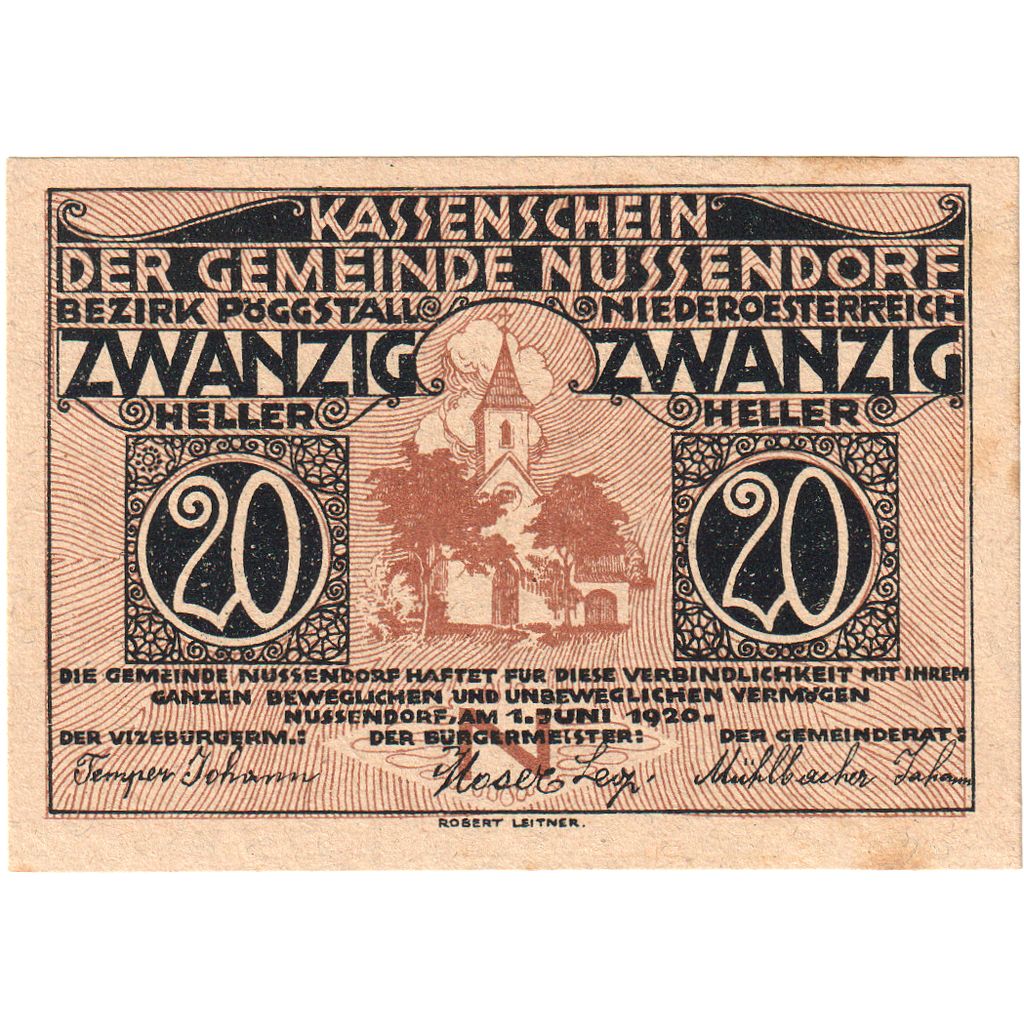 KASSENSCHEIN
DER GEMEINDE NUSSENDORF
BEZIRK PÖGGSTALL NIEDEROESTERREICH
ZWANZIG ZWANZIG
HELLER HELLER
20 20
DIE GEMEINDE NUSSENDORF HAFTET FÜR DIESE VERBINDLICHKEIT MIT IHREM
GANZEN BEWEGLICHEN UND UNBEWEGLICHEN VERMÖGEN
NUSSENDORF, AM 1. JUNI 1920.
DER VIZEBÜRGERM.: DER BÜRGERMEISTER: DER GEMEINDERAT:
N
Temper Johann Moser Leop. Mühlbacher Johann
ROBERT LEITNER.